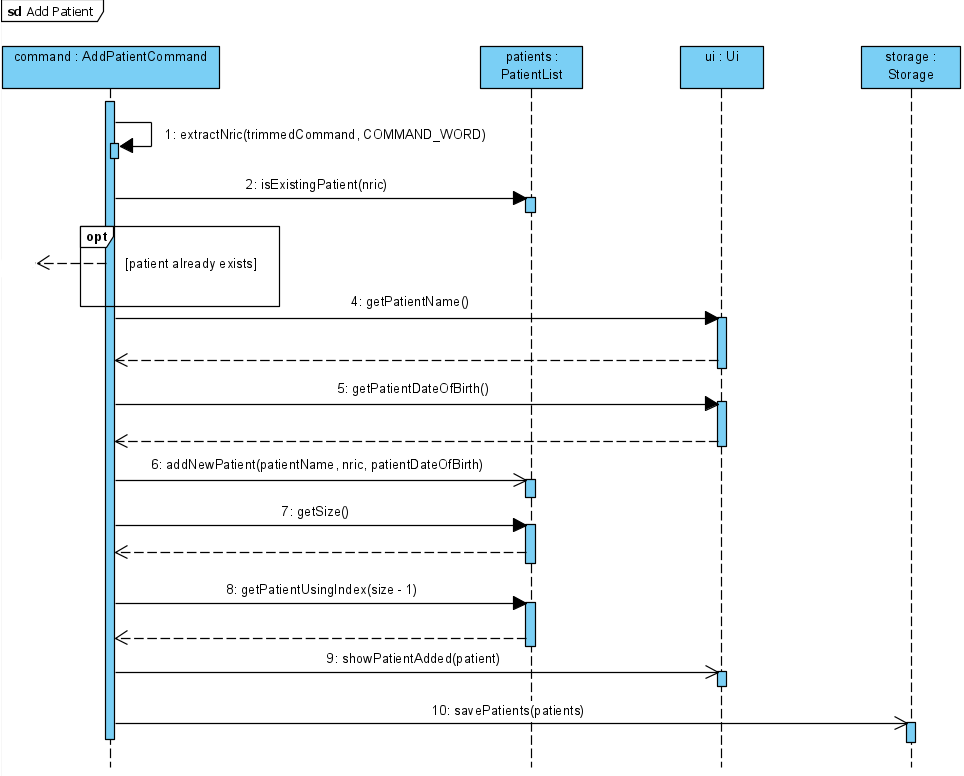 sd Add Patient
command : AddPatientCommand
patients :
PatientList
ui : Ui
storage :
Storage
1: extractNric(trimmedCommand, COMMAND_WORD)
2: isExistingPatient(nric)
opt
[patient already exists]
4: getPatientName()
5: getPatientDateOfBirth()
6: addNewPatient(patientName, nric, patientDateOfBirth)
7: getSize()
8: getPatientUsingIndex(size - 1)
9: showPatientAdded(patient)
10: savePatients(patients)